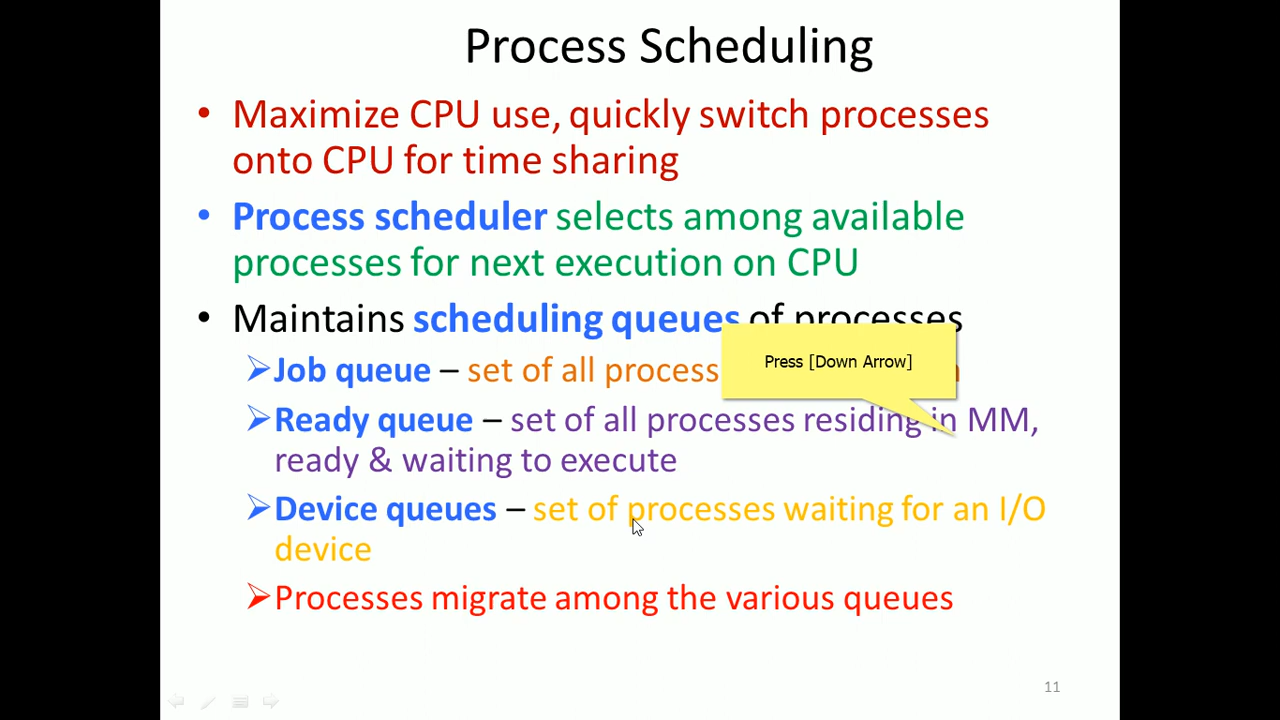 Process Scheduling
• Maximize CPU use, quickly switch processes
onto CPU for time sharing
• Process scheduler selects among available
processes for next execution on CPU
• Maintains scheduling queues of processes
Press [Down Arrow]
➢Job queue – set of all process
➢Ready queue – set of all processes residing in MM,
ready & waiting to execute
➢Device queues – set of processes waiting for an I/O
device
➢Processes migrate among the various queues
11